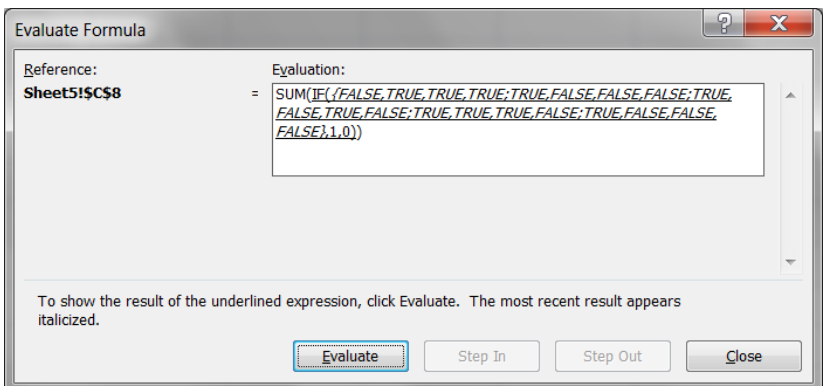 Evaluate Formula
Reference:
Evaluation:
Sheet5!$C$8
=
SUM(IF({FALSE,TRUE,TRUE,TRUE;TRUE,FALSE,FALSE,FALSE;TRUE,
FALSE,TRUE,FALSE;TRUE,TRUE,TRUE,FALSE;TRUE,FALSE,FALSE,
FALSE},1,0))
To show the result of the underlined expression, click Evaluate. The most recent result appears
italicized.
Evaluate
Step In
Step Out
Close